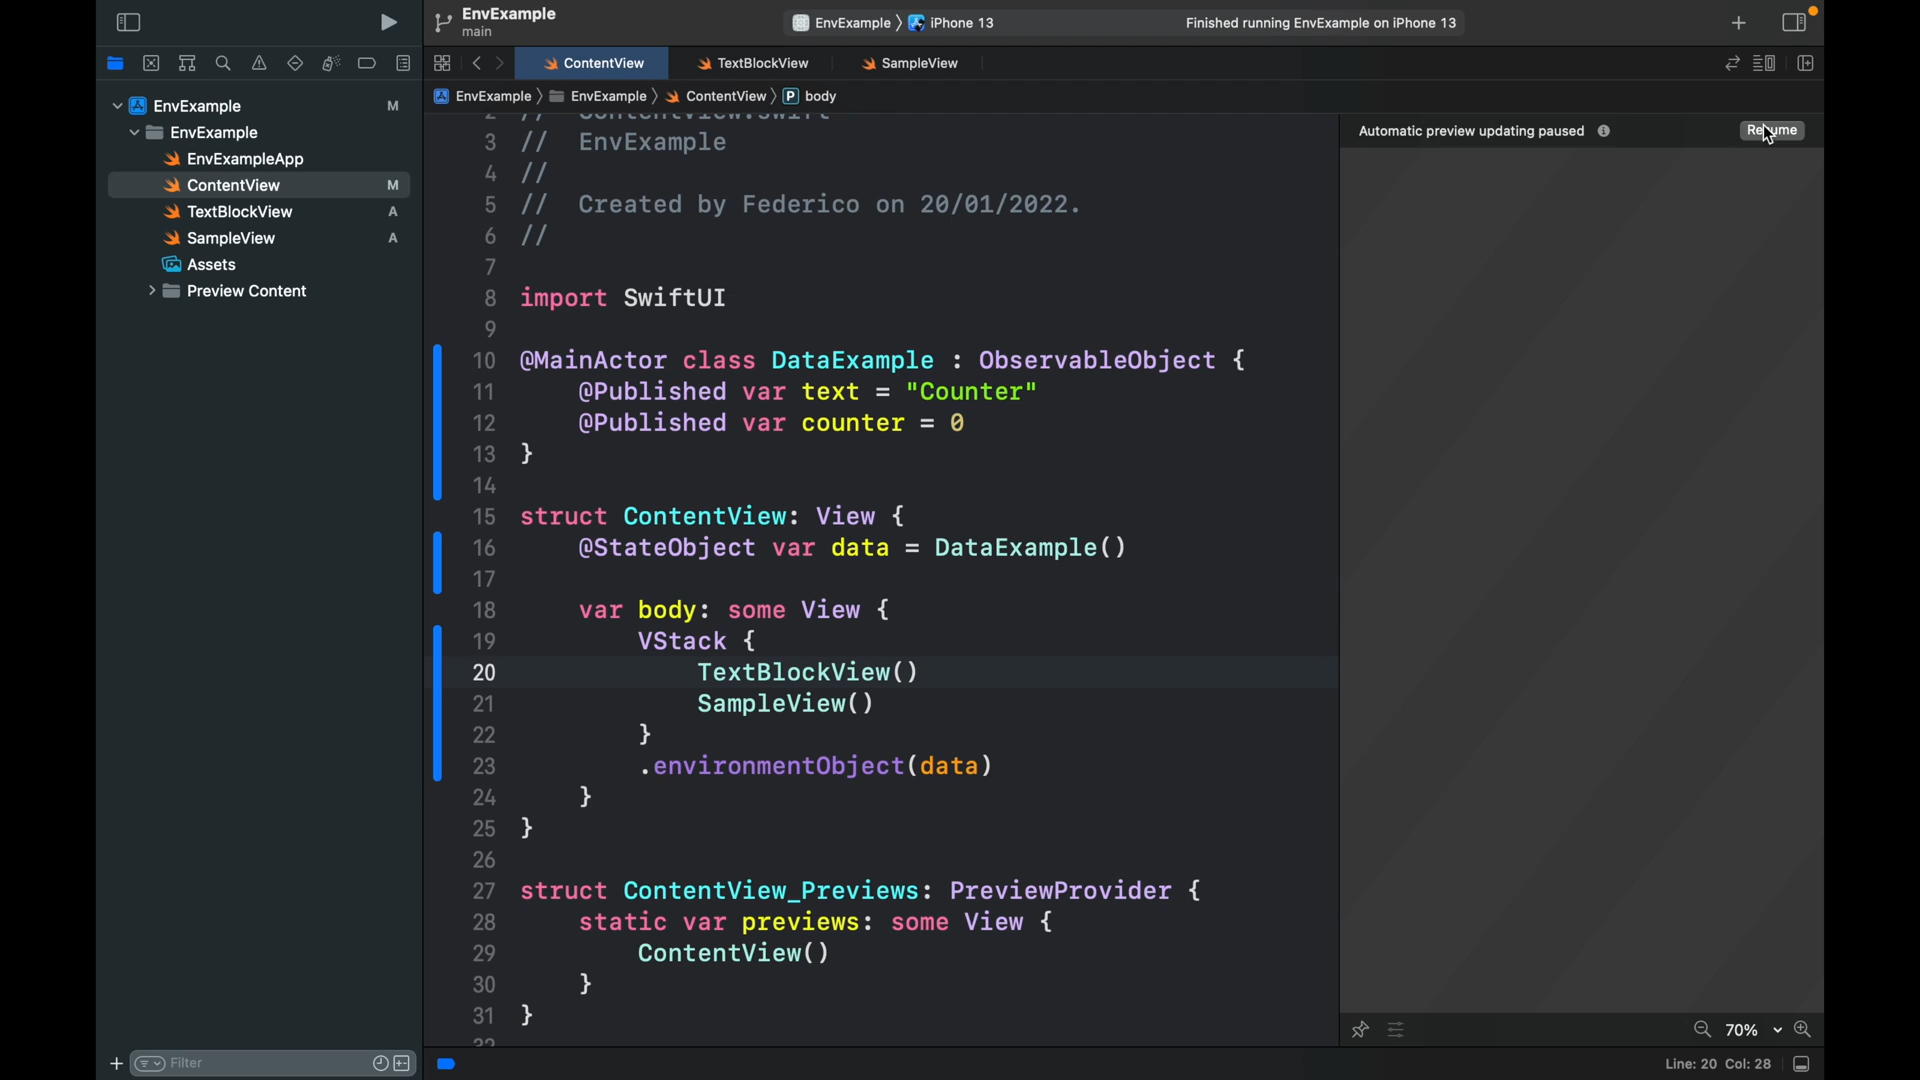 EnvExample
main
EnvExample
iPhone 13
Finished running EnvExample on iPhone 13
ContentView
TextBlockView
SampleView
EnvExample
EnvExample
ContentView
P
body
EnvExample
M
EnvExample
EnvExampleApp
ContentView
M
TextBlockView
A
SampleView
A
Assets
Preview Content
2 // ContentView.swift
3 // EnvExample
4 //
5 // Created by Federico on 20/01/2022.
6 //
7
8 import SwiftUI
9
10 @MainActor class DataExample : ObservableObject {
11 @Published var text = "Counter"
12 @Published var counter = 0
13 }
14
15 struct ContentView: View {
16 @StateObject var data = DataExample()
17
18 var body: some View {
19 VStack {
20 TextBlockView()
21 SampleView()
22 }
23 .environmentObject(data)
24 }
25 }
26
27 struct ContentView_Previews: PreviewProvider {
28 static var previews: some View {
29 ContentView()
30 }
31 }
32
Automatic preview updating paused
Resume
70%
Filter
Line: 20 Col: 28